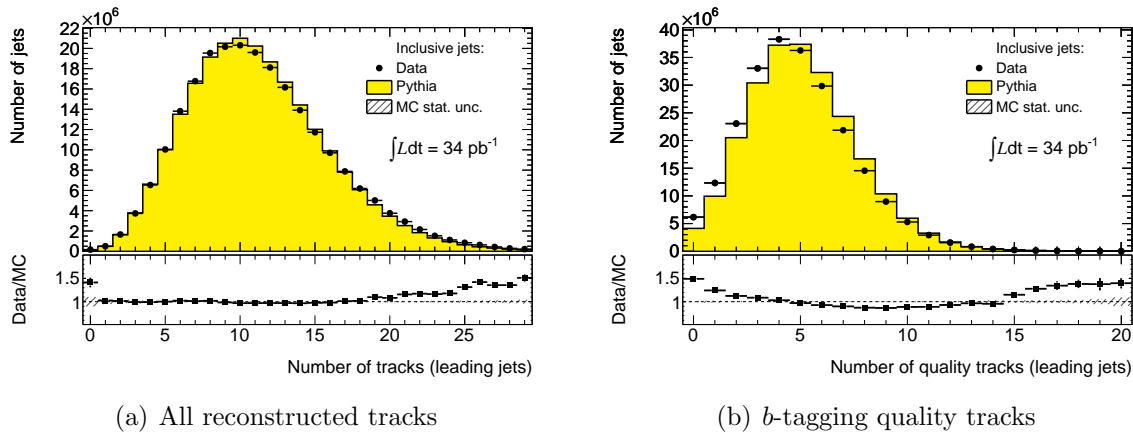 ×10⁶
Number of jets
22
20
18
16
14
12
10
8
6
4
2
0
Inclusive jets:
Data
Pythia
MC stat. unc.
∫Ldt = 34 pb⁻¹
Data/MC
1.5
1
0 5 10 15 20 25
Number of tracks (leading jets)
(a) All reconstructed tracks
×10⁶
Number of jets
40
35
30
25
20
15
10
5
0
Inclusive jets:
Data
Pythia
MC stat. unc.
∫Ldt = 34 pb⁻¹
Data/MC
1.5
1
0 5 10 15 20
Number of quality tracks (leading jets)
(b) b-tagging quality tracks